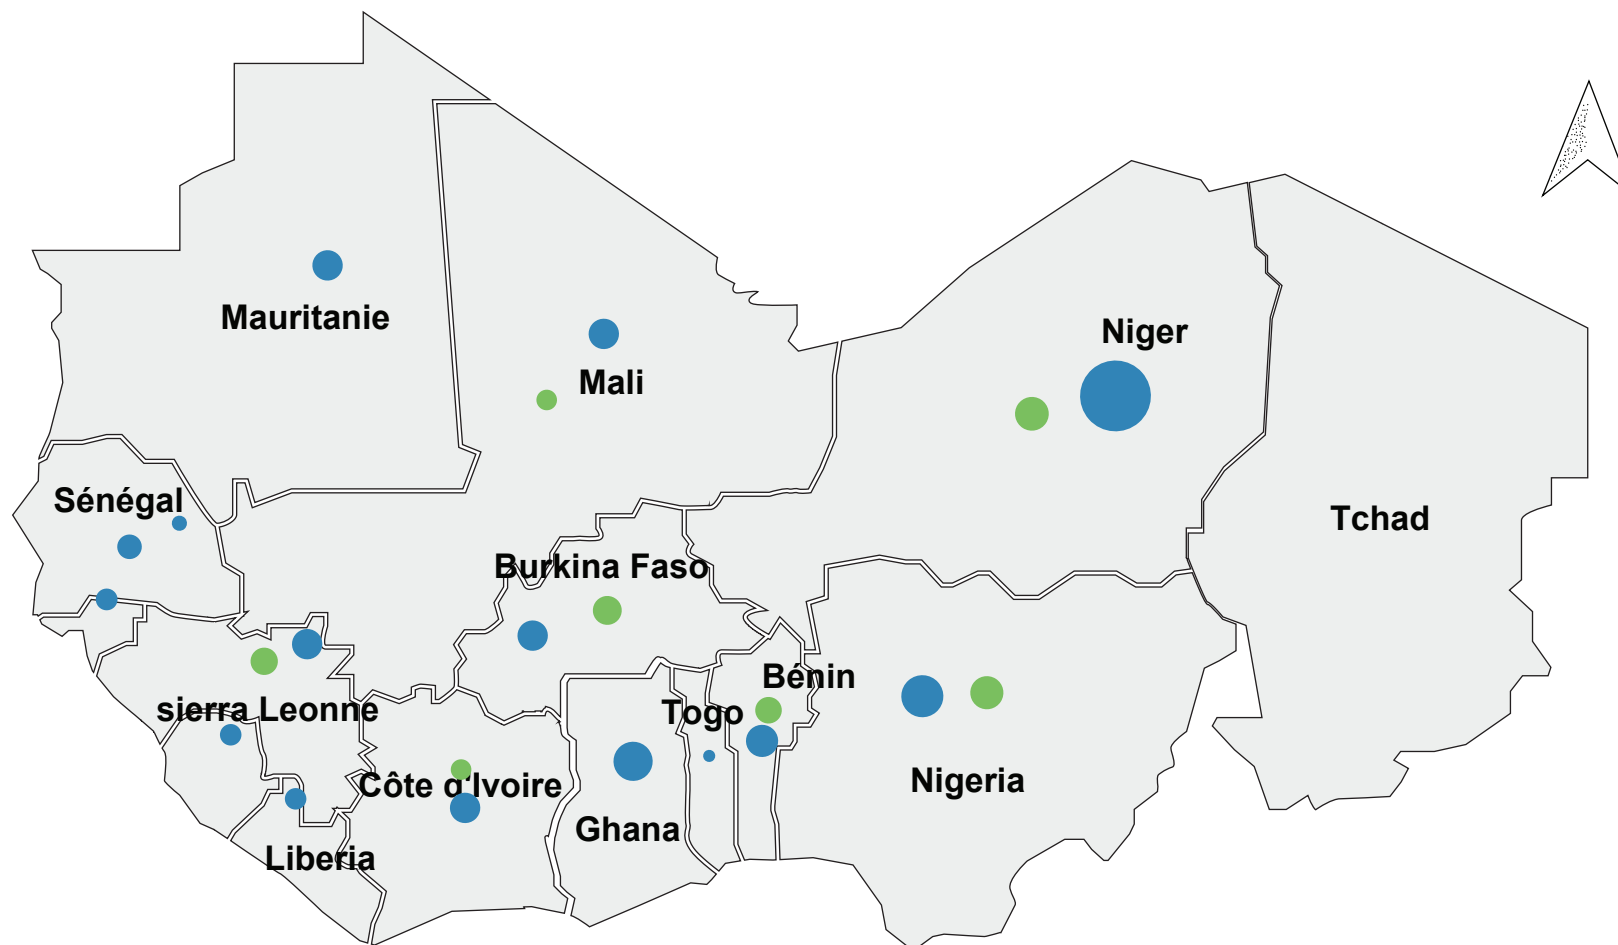 Mauritanie
Niger
Mali
Sénégal
Tchad
Burkina Faso
Bénin
sierra Leonne
Togo
Nigeria
Côte d'Ivoire
Ghana
Liberia